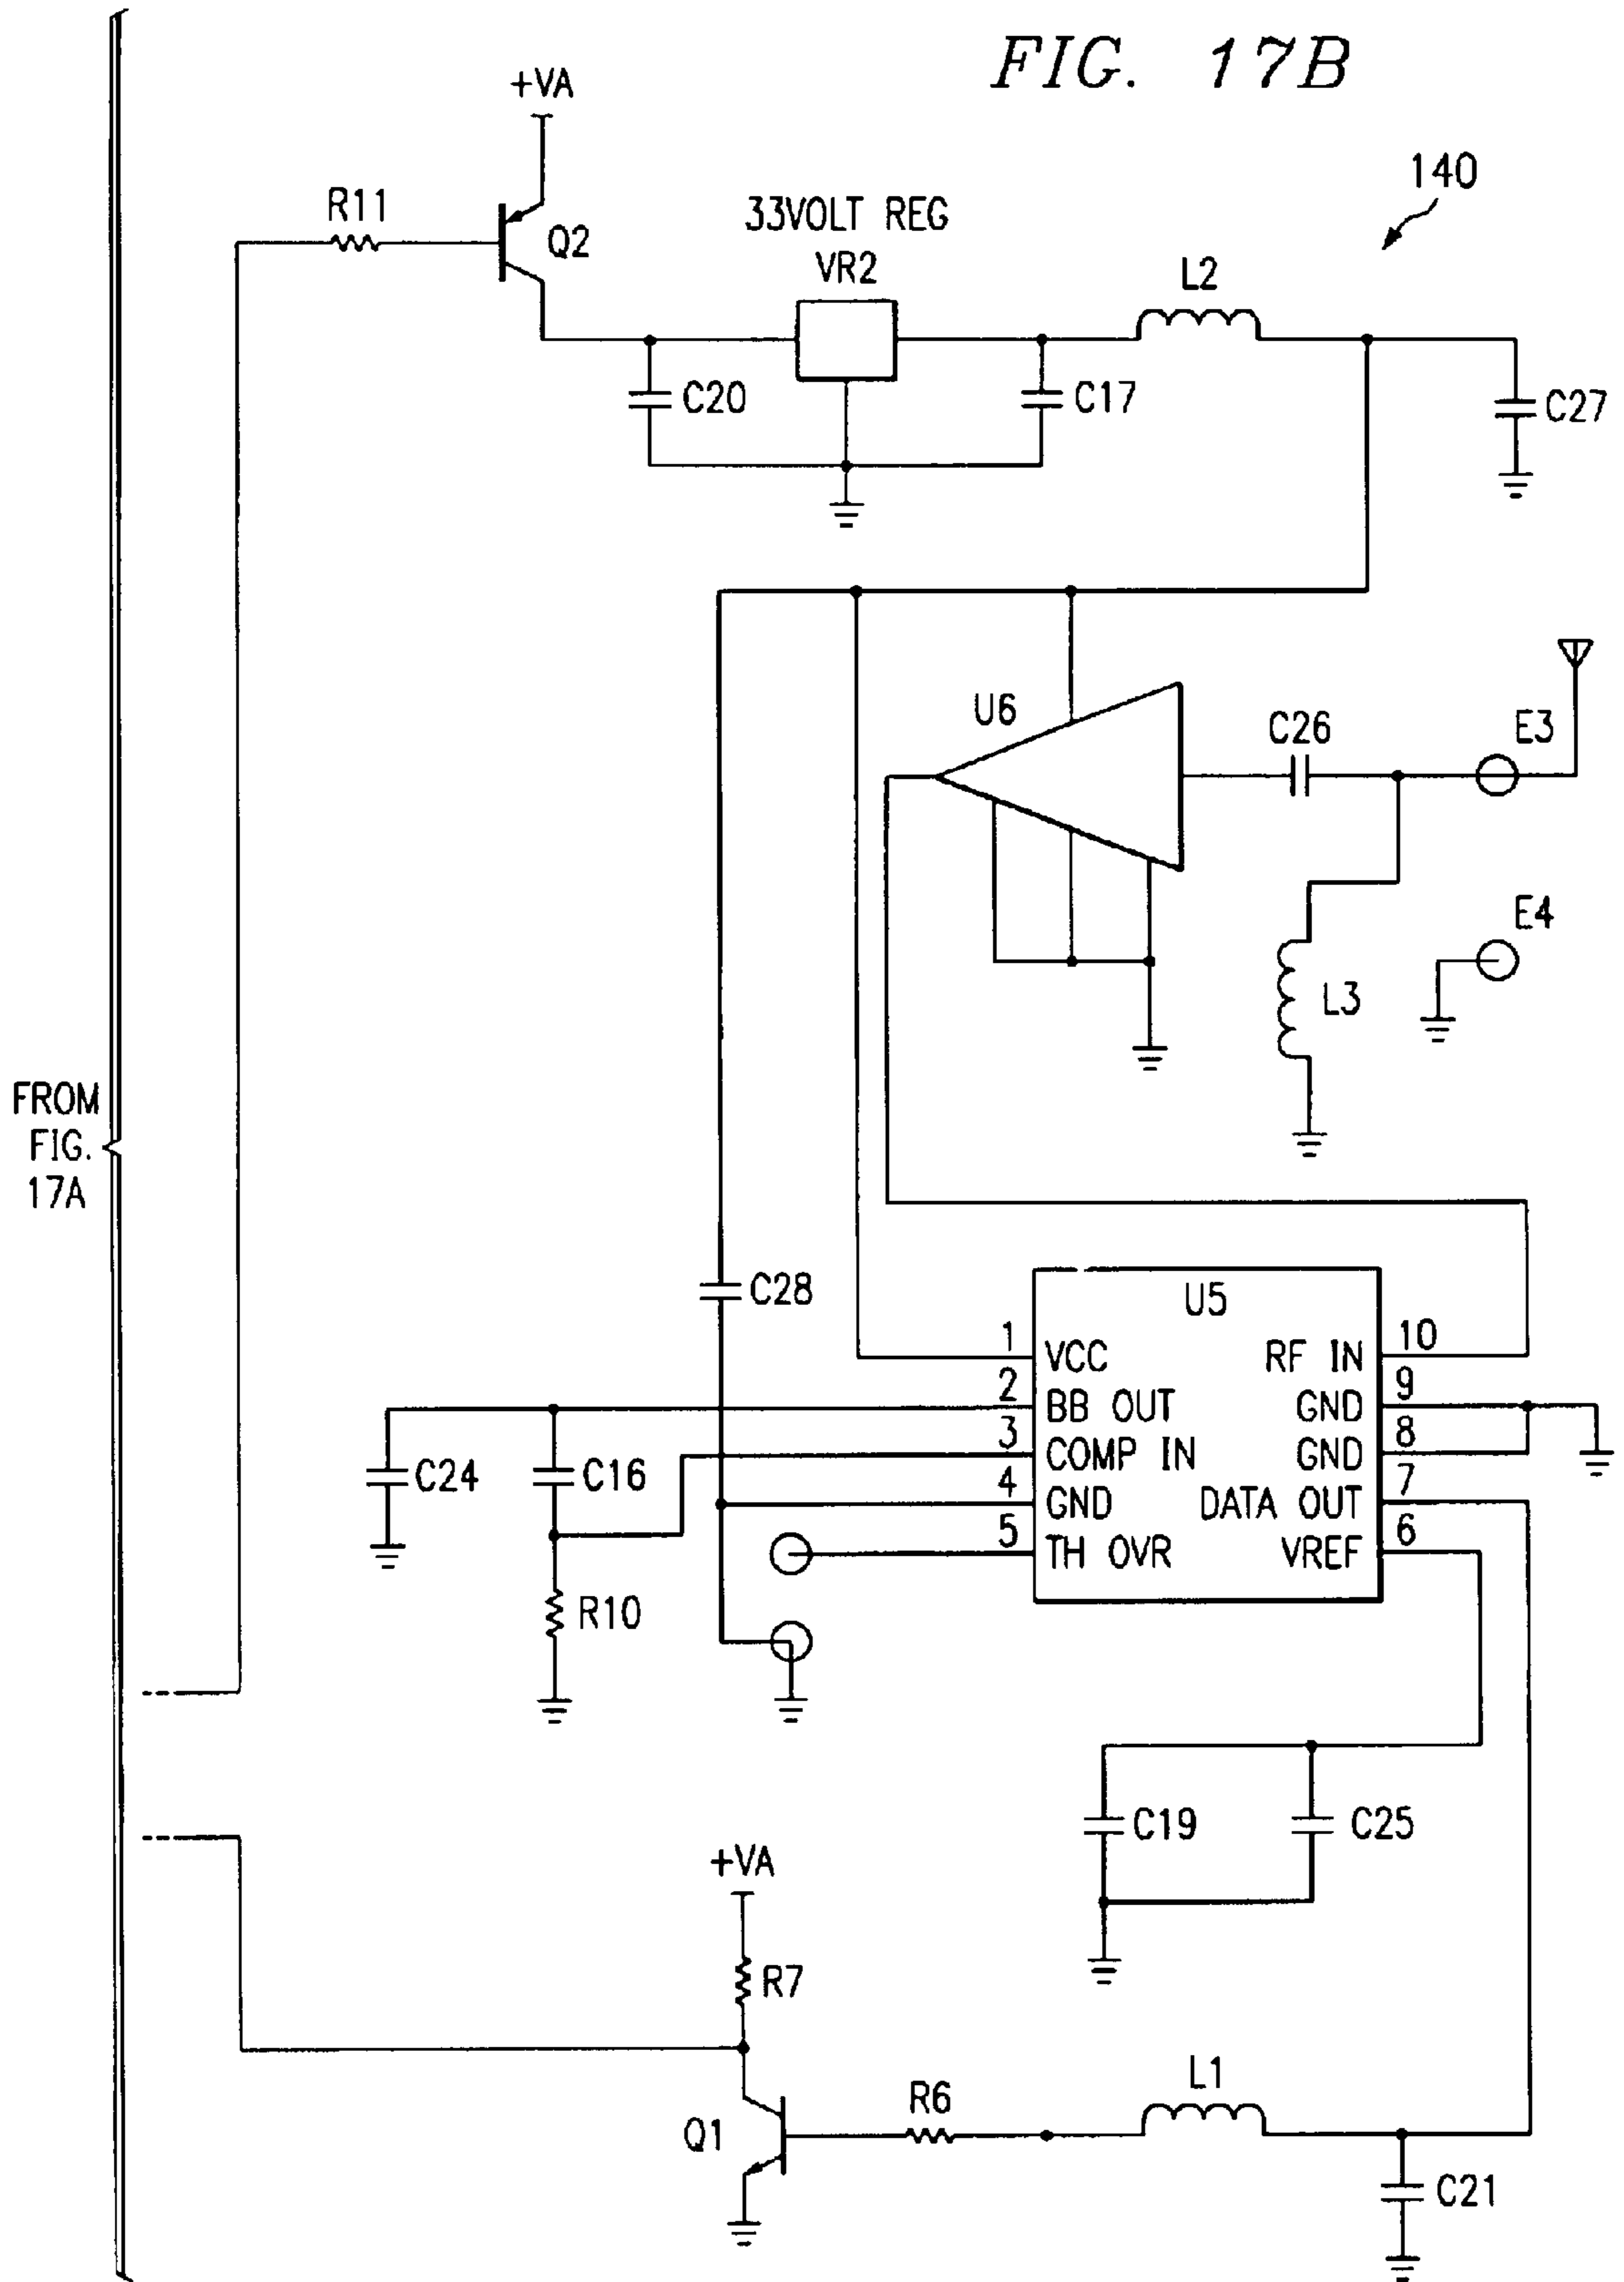 FIG. 17B
+VA
140
R11
Q2
33VOLT REG
VR2
L2
C20
C17
C27
U6
C26
E3
E4
L3
FROM
FIG.
17A
C28
U5
1
VCC
RF IN
10
2
BB OUT
GND
9
3
COMP IN
GND
8
4
GND
DATA OUT
7
5
TH OVR
VREF
6
C24
C16
R10
C19
C25
+VA
R7
Q1
R6
L1
C21